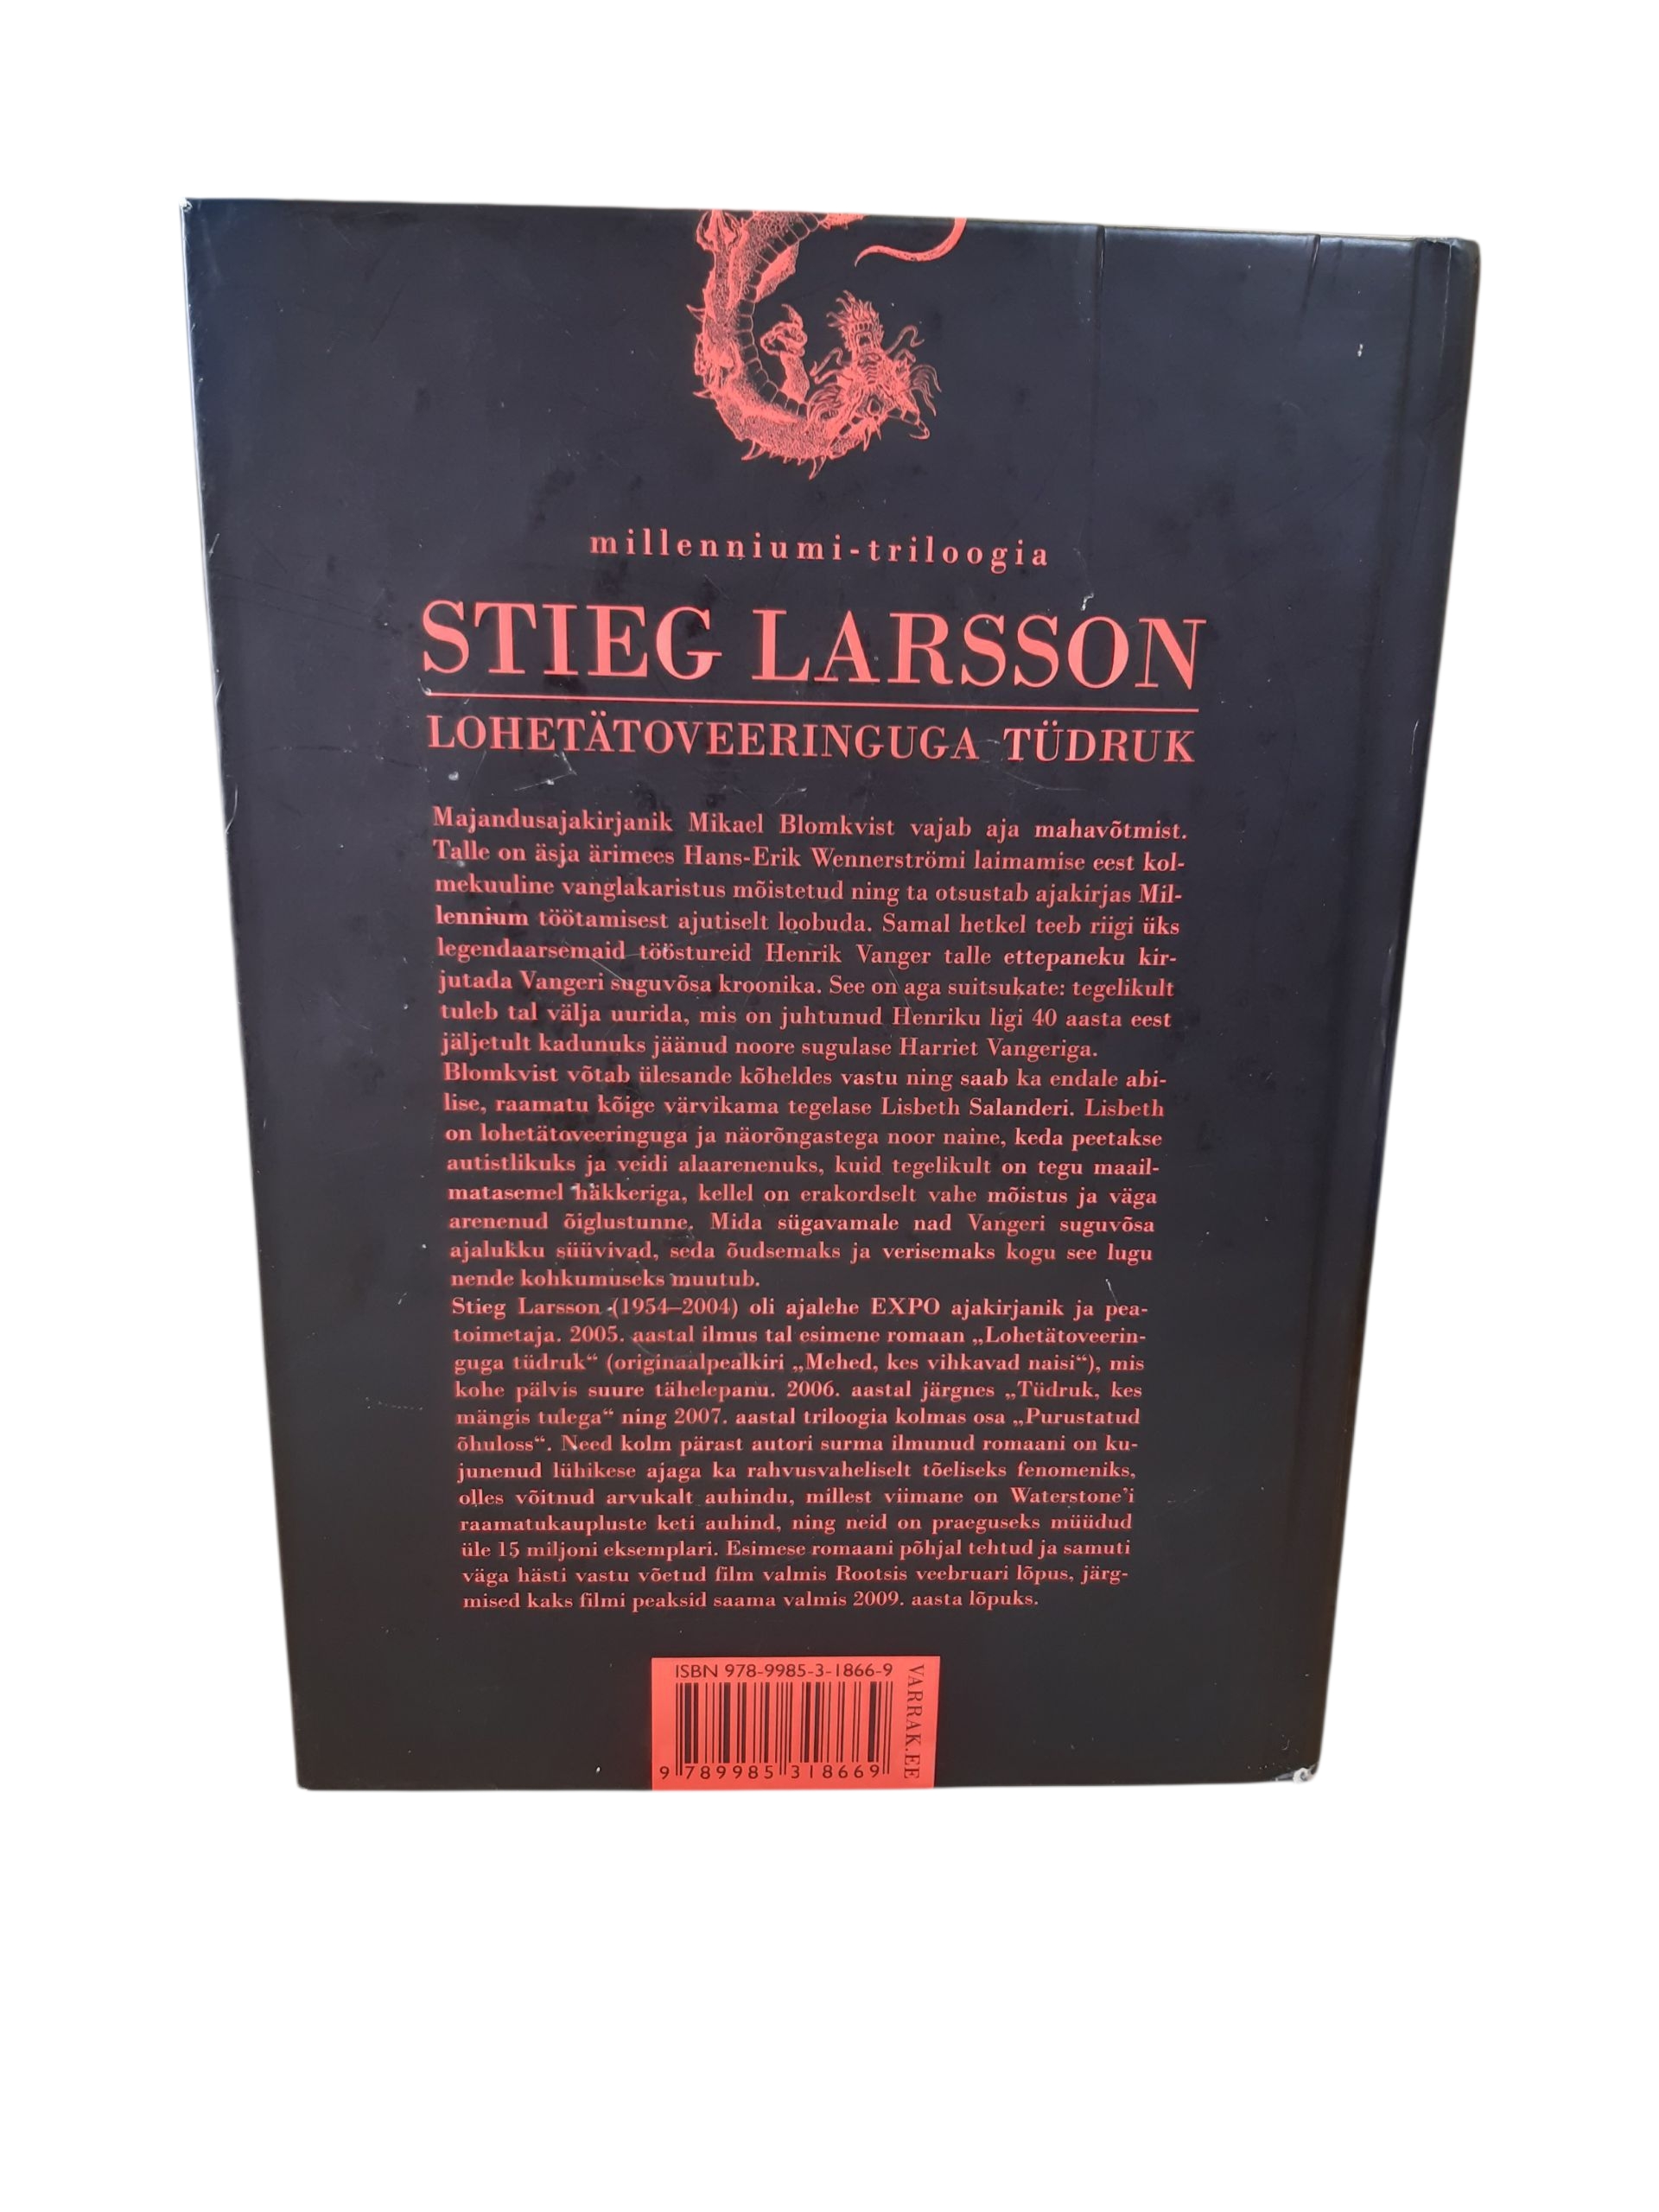 millenniumi-triloogia
STIEG LARSSON
LOHETÄTOVEERINGUGA TÜDRUK
Majandusajakirjanik Mikael Blomkvist vajab aja mahavõtmist.
Talle on äsja ärimees Hans-Erik Wennerströmi laimamise eest kol-
mekuuline vanglakaristus mõistetud ning ta otsustab ajakirjas Mil-
lennium töötamisest ajutiselt loobuda. Samal hetkel teeb riigi üks
legendaarsemaid tööstureid Henrik Vanger talle ettepaneku kir-
jutada Vangeri suguvõsa kroonika. See on aga suitsukate: tegelikult
tuleb tal välja uurida, mis on juhtunud Henriku ligi 40 aasta eest
jäljetult kadunuks jäänud noore sugulase Harriet Vangeriga.
Blomkvist võtab ülesande kõheldes vastu ning saab ka endale abi-
lise, raamatu kõige värvikama tegelase Lisbeth Salanderi. Lisbeth
on lohetätoveeringuga ja näorõngastega noor naine, keda peetakse
autistlikuks ja veidi alaarenenuks, kuid tegelikult on tegu maail-
matasemel häkkeriga, kellel on erakordselt vahe mõistus ja väga
arenenud õiglustunne. Mida sügavamale nad Vangeri suguvõsa
ajalukku süüvivad, seda õudsemaks ja verisemaks kogu see lugu
nende kohkumuseks muutub.
Stieg Larsson (1954–2004) oli ajalehe EXPO ajakirjanik ja pea-
toimetaja. 2005. aastal ilmus tal esimene romaan „Lohetätoveerin-
guga tüdruk“ (originaalpealkiri „Mehed, kes vihkavad naisi“), mis
kohe pälvis suure tähelepanu. 2006. aastal järgnes „Tüdruk, kes
mängis tulega“ ning 2007. aastal triloogia kolmas osa „Purustatud
õhuloss“. Need kolm pärast autori surma ilmunud romaani on ku-
junenud lühikese ajaga ka rahvusvaheliselt tõeliseks fenomeniks,
olles võitnud arvukalt auhindu, millest viimane on Waterstone’i
raamatukaupluste keti auhind, ning neid on praeguseks müüdud
üle 15 miljoni eksemplari. Esimese romaani põhjal tehtud ja samuti
väga hästi vastu võetud film valmis Rootsis veebruari lõpus, järg-
mised kaks filmi peaksid saama valmis 2009. aasta lõpuks.
ISBN 978-9985-3-1866-9
VARRAK.EE
9 789985 318669